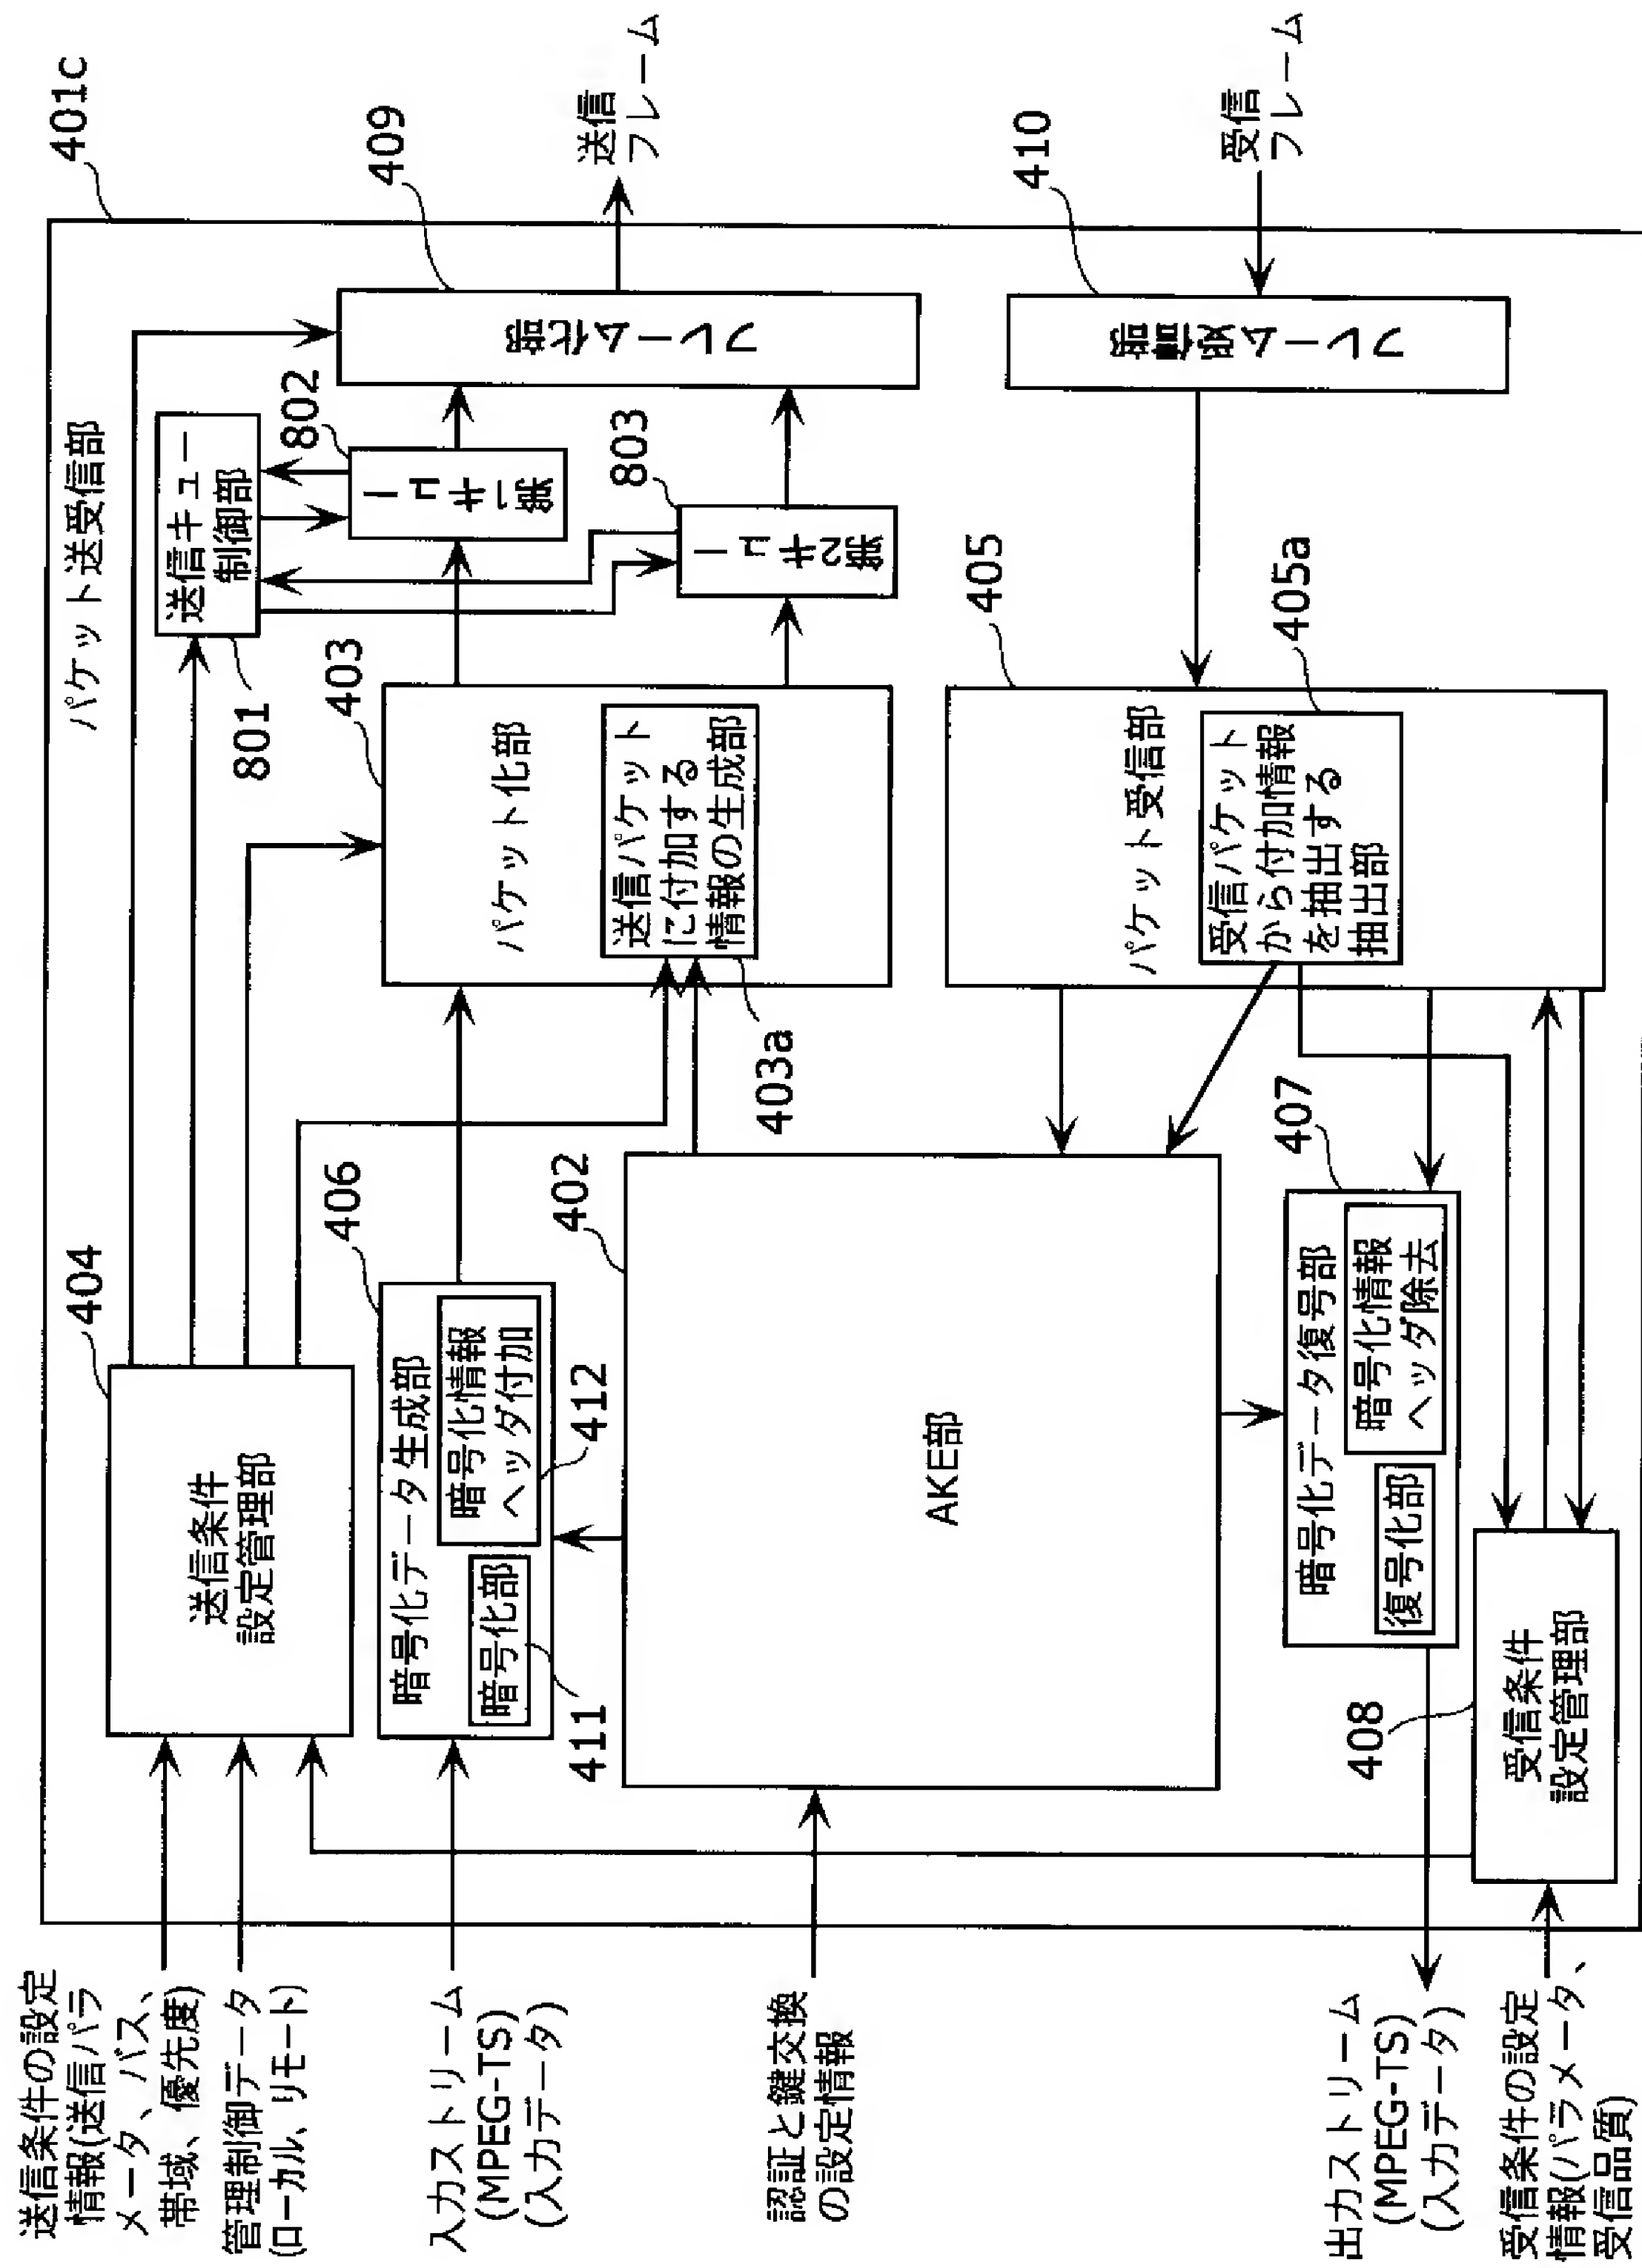 401c
パケット送受信部
送信条件の設定
情報(送信パラ
メータ、パス、
帯域、優先度)
管理制御データ
(ローカル、リモート)
404
送信条件
設定管理部
801
送信キュー
制御部
802
第1キュー
803
第2キュー
409
フレーム化部
送信
フレーム
入力ストリーム
(MPEG-TS)
(入力データ)
406
暗号化データ生成部
暗号化部
411
暗号化情報
ヘッダ付加
412
403
パケット化部
送信パケット
に付加する
情報の生成部
403a
認証と鍵交換
の設定情報
402
AKE部
405
パケット受信部
受信パケット
から付加情報
を抽出する
抽出部
405a
410
フレーム受信部
受信
フレーム
407
暗号化データ復号部
復号化部
暗号化情報
ヘッダ除去
出力ストリーム
(MPEG-TS)
(入力データ)
408
受信条件
設定管理部
受信条件の設定
情報(パラメータ、
受信品質)